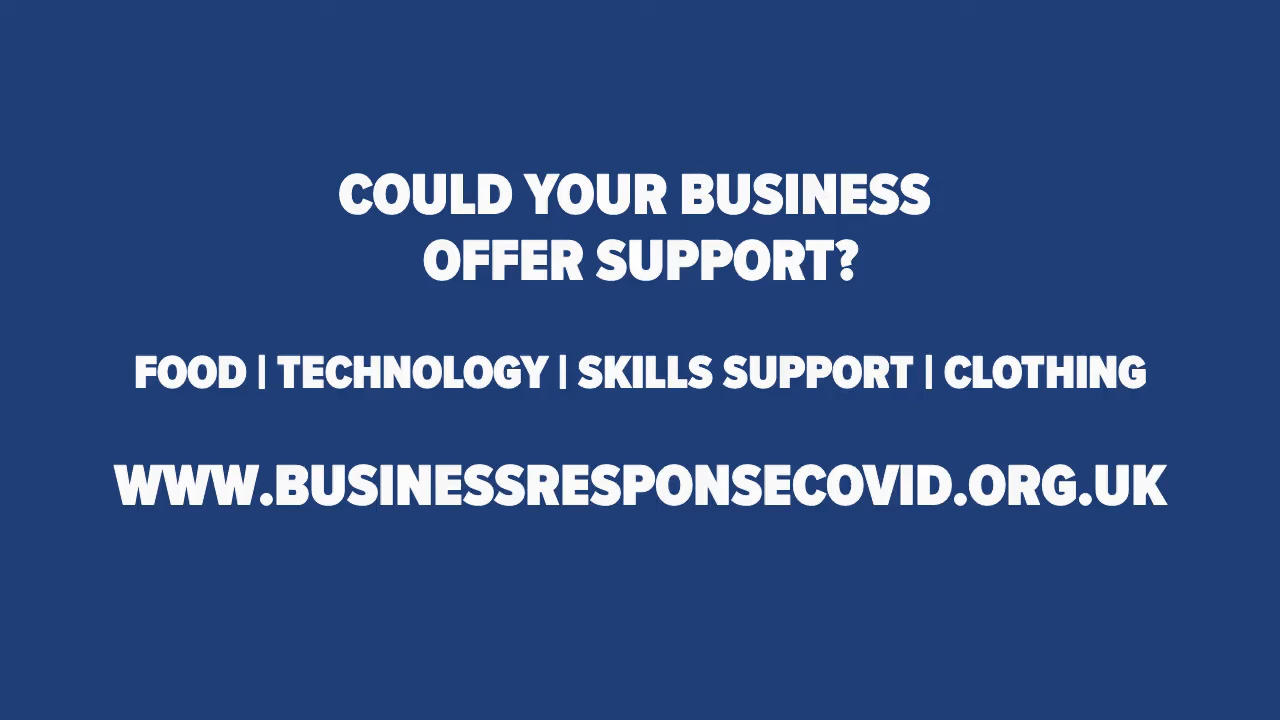 COULD YOUR BUSINESS
OFFER SUPPORT?
FOOD | TECHNOLOGY | SKILLS SUPPORT | CLOTHING
WWW.BUSINESSRESPONSECOVID.ORG.UK